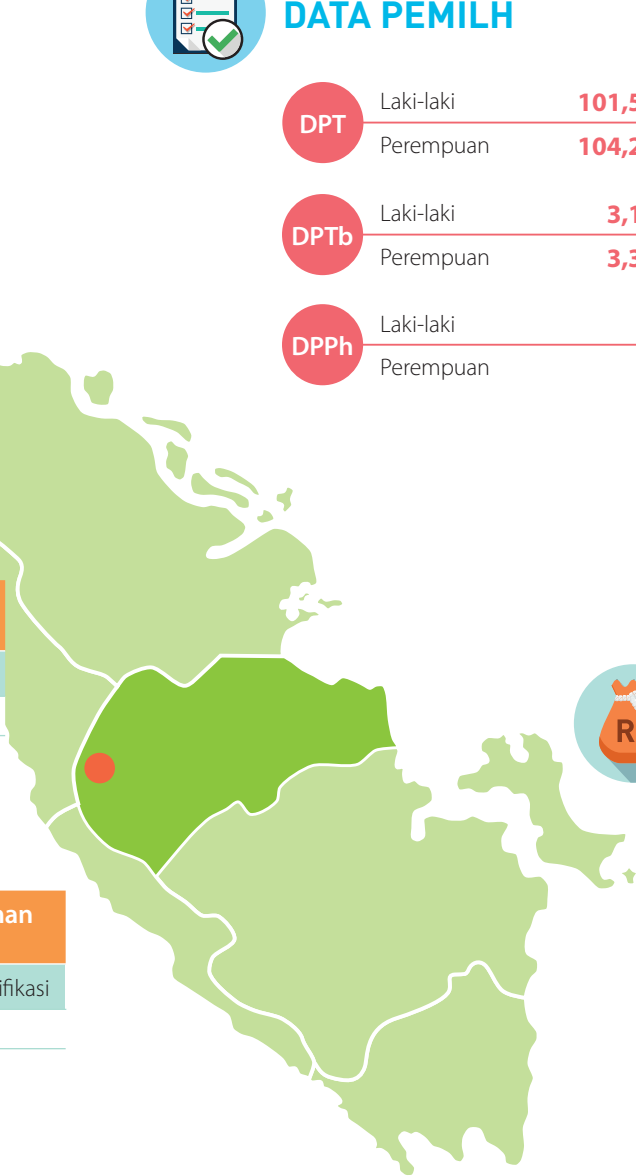 DATA PEMILH
DPT
Laki-laki 101,5
Perempuan 104,2
DPTb
Laki-laki 3,1
Perempuan 3,3
DPPh
Laki-laki
Perempuan
R
nan
ifikasi